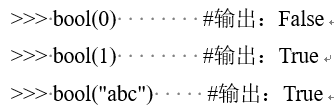 >>> bool(0)        #输出：False
>>> bool(1)        #输出：True
>>> bool("abc")     #输出：True